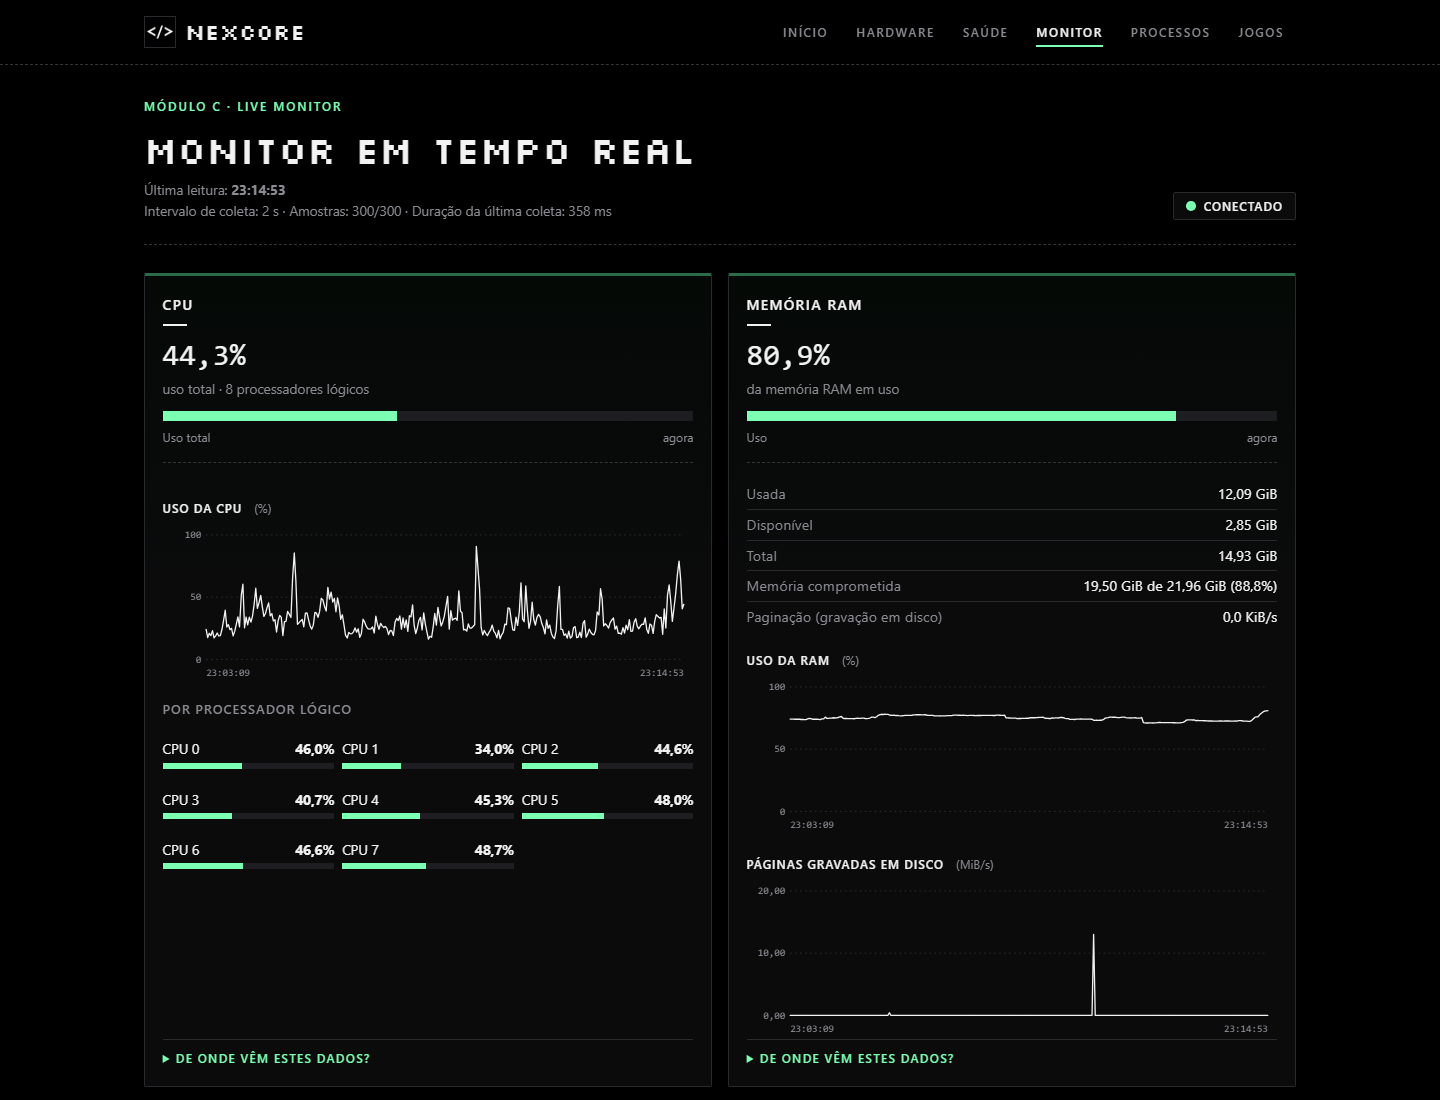 </> NEXCORE
INÍCIO HARDWARE SAÚDE MONITOR PROCESSOS JOGOS
MÓDULO C · LIVE MONITOR
MONITOR EM TEMPO REAL
Última leitura: 23:14:53
Intervalo de coleta: 2 s · Amostras: 300/300 · Duração da última coleta: 358 ms
CONECTADO
CPU
44,3%
uso total · 8 processadores lógicos
Uso total agora
USO DA CPU (%)
100
50
0
23:03:09 23:14:53
POR PROCESSADOR LÓGICO
CPU 0 46,0% CPU 1 34,0% CPU 2 44,6%
CPU 3 40,7% CPU 4 45,3% CPU 5 48,0%
CPU 6 46,6% CPU 7 48,7%
DE ONDE VÊM ESTES DADOS?
MEMÓRIA RAM
80,9%
da memória RAM em uso
Uso agora
Usada 12,09 GiB
Disponível 2,85 GiB
Total 14,93 GiB
Memória comprometida 19,50 GiB de 21,96 GiB (88,8%)
Paginação (gravação em disco) 0,0 KiB/s
USO DA RAM (%)
100
50
0
23:03:09 23:14:53
PÁGINAS GRAVADAS EM DISCO (MiB/s)
20,00
10,00
0,00
23:03:09 23:14:53
DE ONDE VÊM ESTES DADOS?